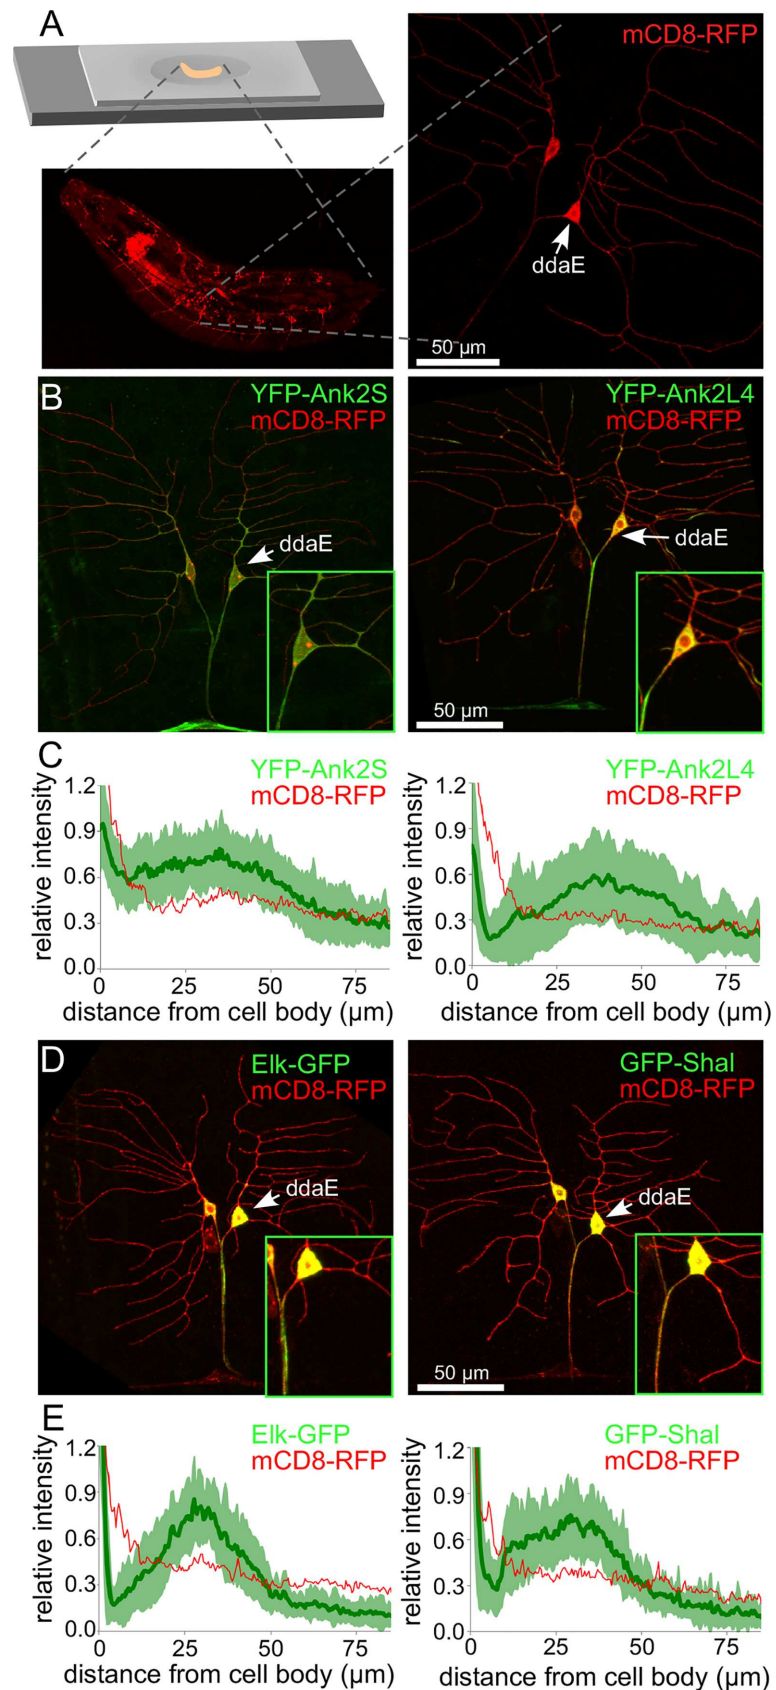 A
mCD8-RFP
ddaE
50 µm
B
YFP-Ank2S
mCD8-RFP
ddaE
YFP-Ank2L4
mCD8-RFP
ddaE
50 µm
C
YFP-Ank2S
mCD8-RFP
relative intensity
1.2
0.9
0.6
0.3
0.0
0
25
50
75
distance from cell body (µm)
YFP-Ank2L4
mCD8-RFP
relative intensity
1.2
0.9
0.6
0.3
0.0
0
25
50
75
distance from cell body (µm)
D
Elk-GFP
mCD8-RFP
ddaE
GFP-Shal
mCD8-RFP
ddaE
50 µm
E
Elk-GFP
mCD8-RFP
relative intensity
1.2
0.9
0.6
0.3
0.0
0
25
50
75
distance from cell body (µm)
GFP-Shal
mCD8-RFP
relative intensity
1.2
0.9
0.6
0.3
0.0
0
25
50
75
distance from cell body (µm)